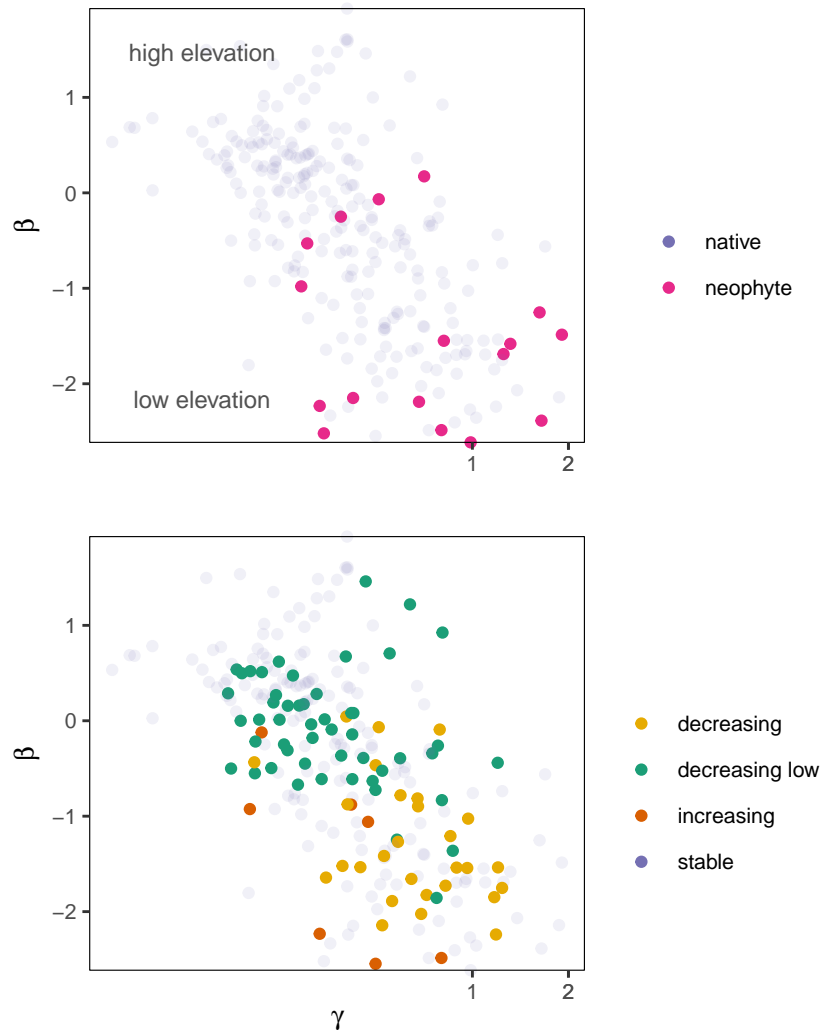 high elevation
1
0
β
−1
−2
low elevation
1
2
native
neophyte
1
0
β
−1
−2
1
2
γ
decreasing
decreasing low
increasing
stable